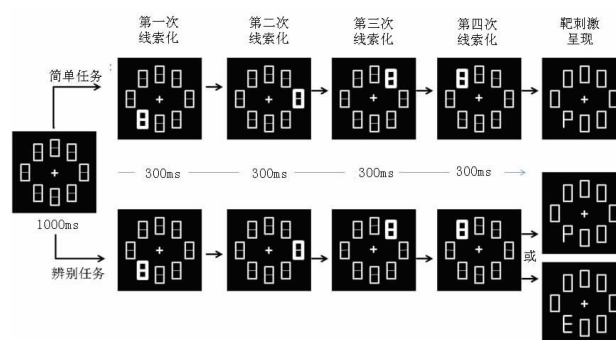 第一次
线索化
第二次
线索化
第三次
线索化
第四次
线索化
靶刺激
呈现
简单任务
P
300ms
300ms
300ms
300ms
1000ms
辨别任务
P
或
E